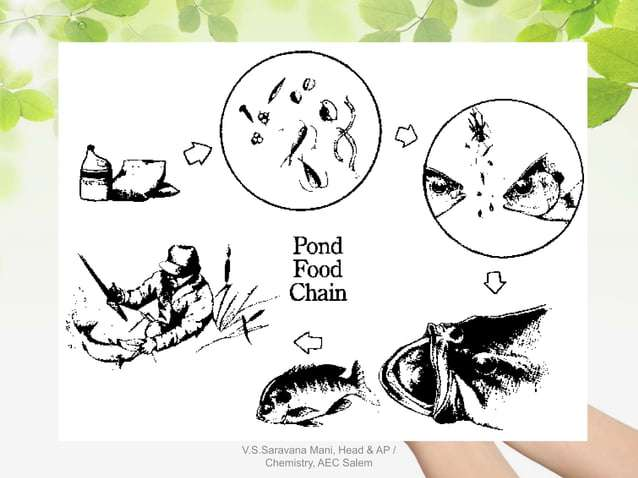 Pond
Food
Chain
V.S.Saravana Mani, Head & AP /
Chemistry, AEC Salem